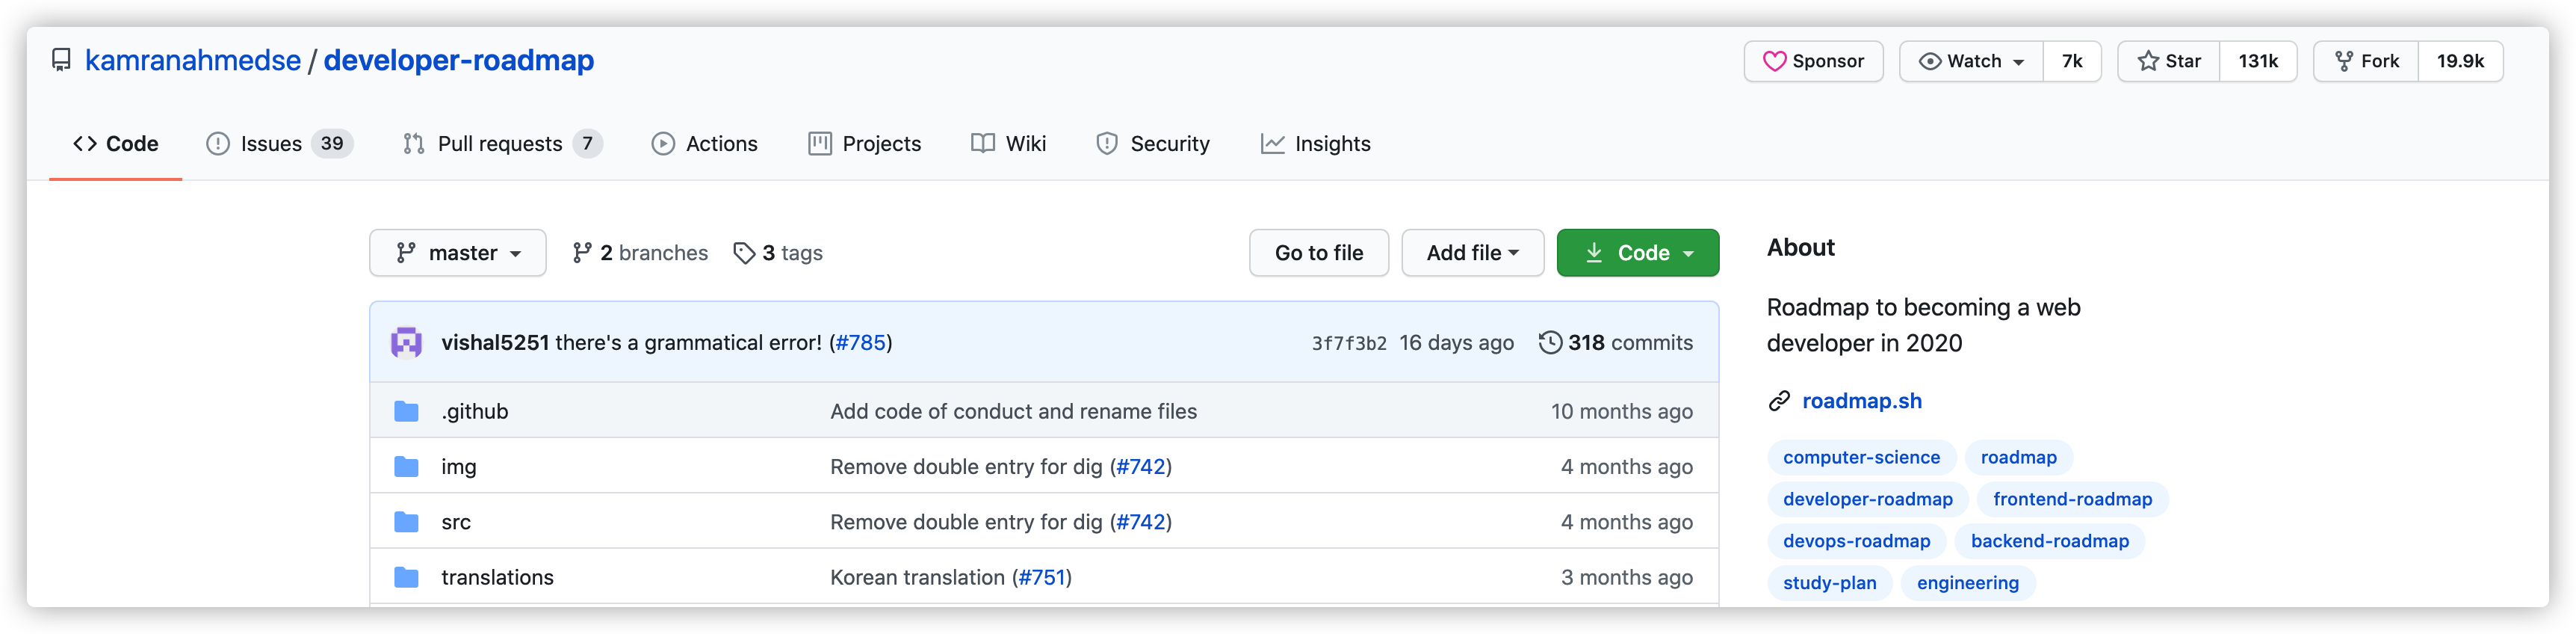 kamranahmedse / developer-roadmap
Sponsor Watch 7k Star 131k Fork 19.9k
Code Issues 39 Pull requests 7 Actions Projects Wiki Security Insights
master 2 branches 3 tags Go to file Add file Code
vishal5251 there's a grammatical error! (#785) 3f7f3b2 16 days ago 318 commits
.github Add code of conduct and rename files 10 months ago
img Remove double entry for dig (#742) 4 months ago
src Remove double entry for dig (#742) 4 months ago
translations Korean translation (#751) 3 months ago
About
Roadmap to becoming a web
developer in 2020
roadmap.sh
computer-science roadmap
developer-roadmap frontend-roadmap
devops-roadmap backend-roadmap
study-plan engineering